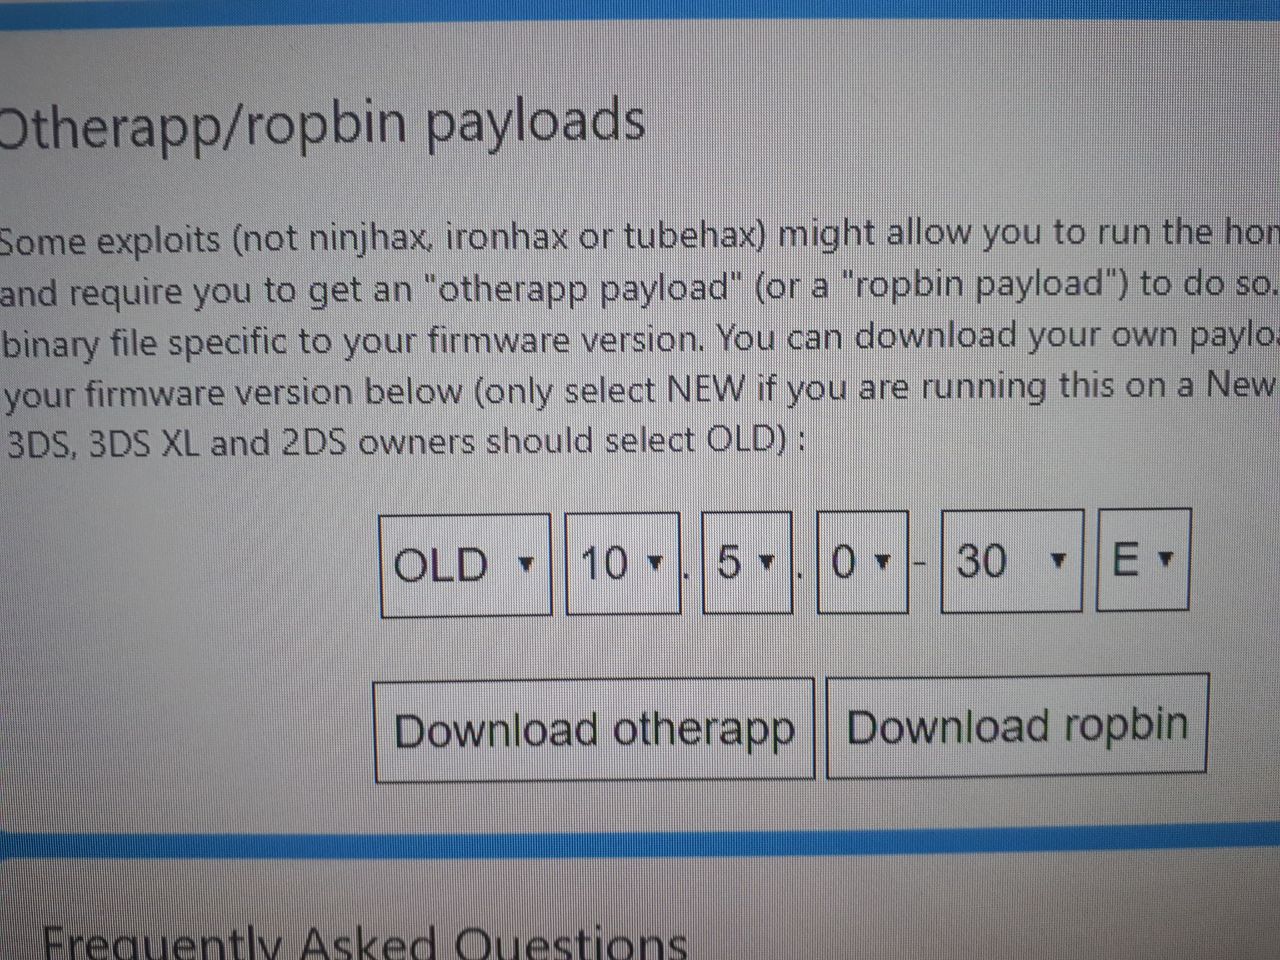 Otherapp/ropbin payloads
Some exploits (not ninjhax, ironhax or tubehax) might allow you to run the
and require you to get an "otherapp payload" (or a "ropbin payload") to do so.
binary file specific to your firmware version. You can download your own
your firmware version below (only select NEW if you are running this on a New
3DS, 3DS XL and 2DS owners should select OLD) :
OLD 10 . 5 . 0 - 30 E
Download otherapp Download ropbin
Frequently Asked Questions